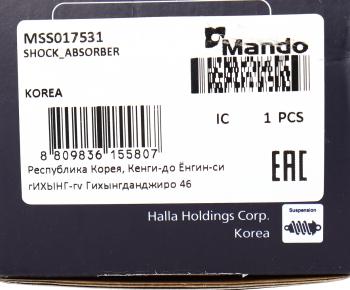 MSS017531
SHOCK_ABSORBER
Mando
KOREA
IC 1 PCS
8 809836 155807
EAC
Республика Корея, Кенги-до Ёнгин-си
гИХЫНГ-гу Гихынгданджиро 46
Halla Holdings Corp.
Korea
Suspension